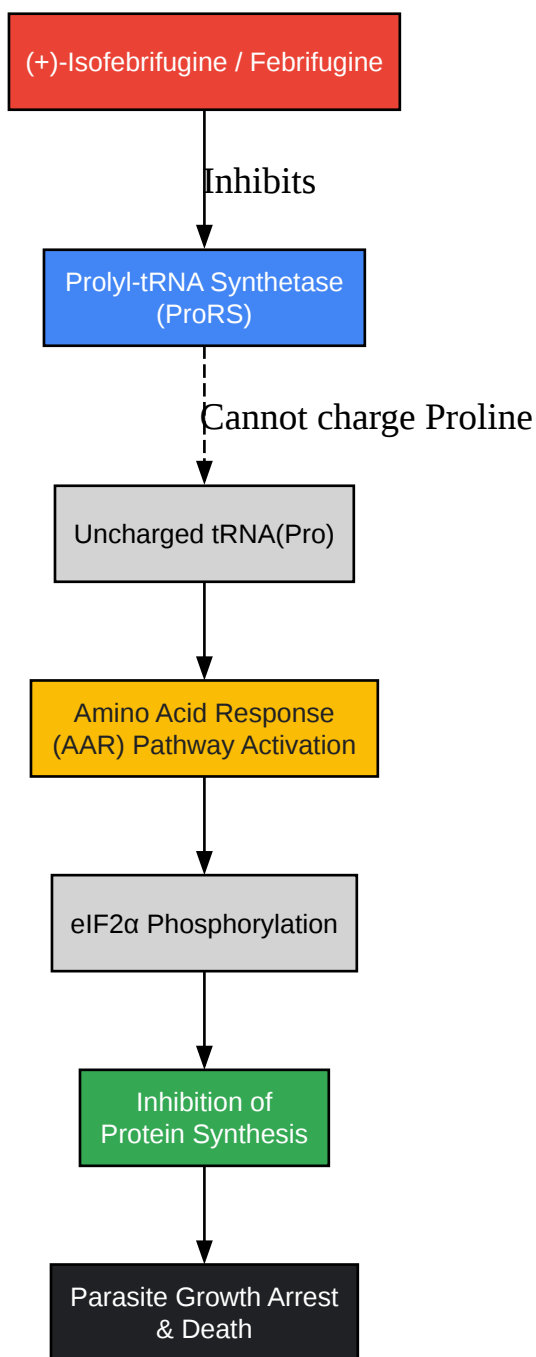 (+)-Isofebrifugine / Febrifugine
Inhibits
Prolyl-tRNA Synthetase
(ProRS)
Cannot charge Proline
Uncharged tRNA(Pro)
Amino Acid Response
(AAR) Pathway Activation
eIF2α Phosphorylation
Inhibition of
Protein Synthesis
Parasite Growth Arrest
& Death